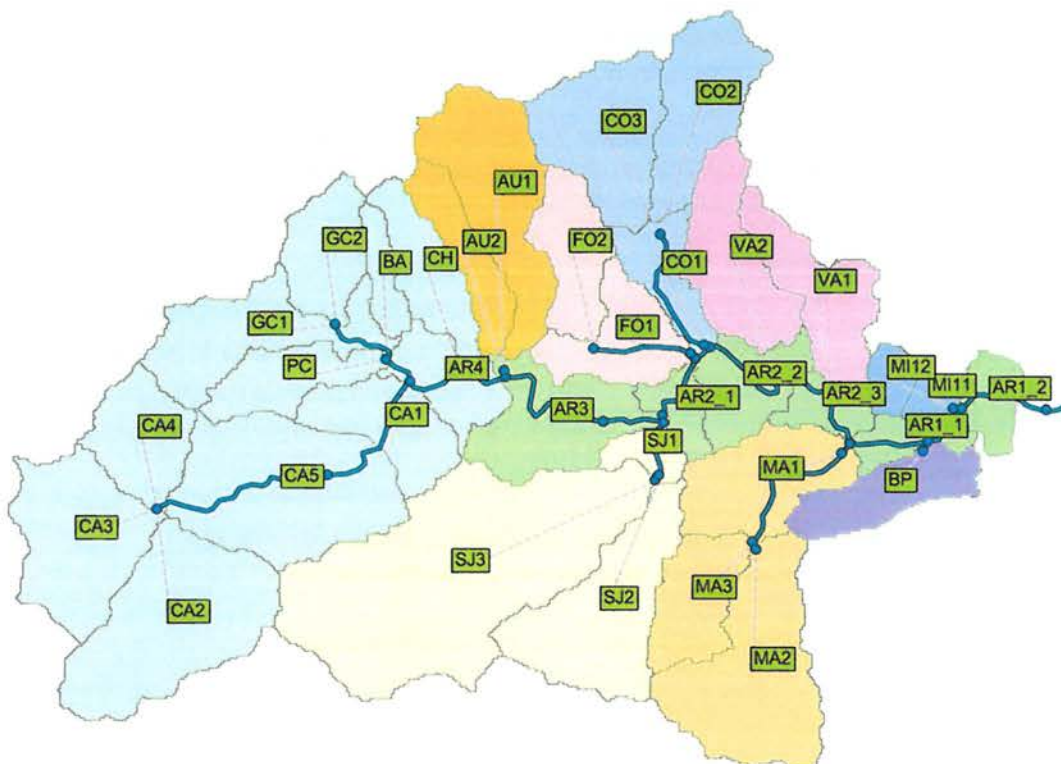 CO2
CO3
AU1
GC2
BA
CH
AU2
FO2
CO1
VA2
VA1
GC1
FO1
PC
AR4
AR2_2
MI12
MI11
AR1_2
CA1
AR3
AR2_1
AR2_3
AR1_1
CA4
SJ1
CA5
MA1
BP
CA3
SJ3
SJ2
MA3
CA2
MA2